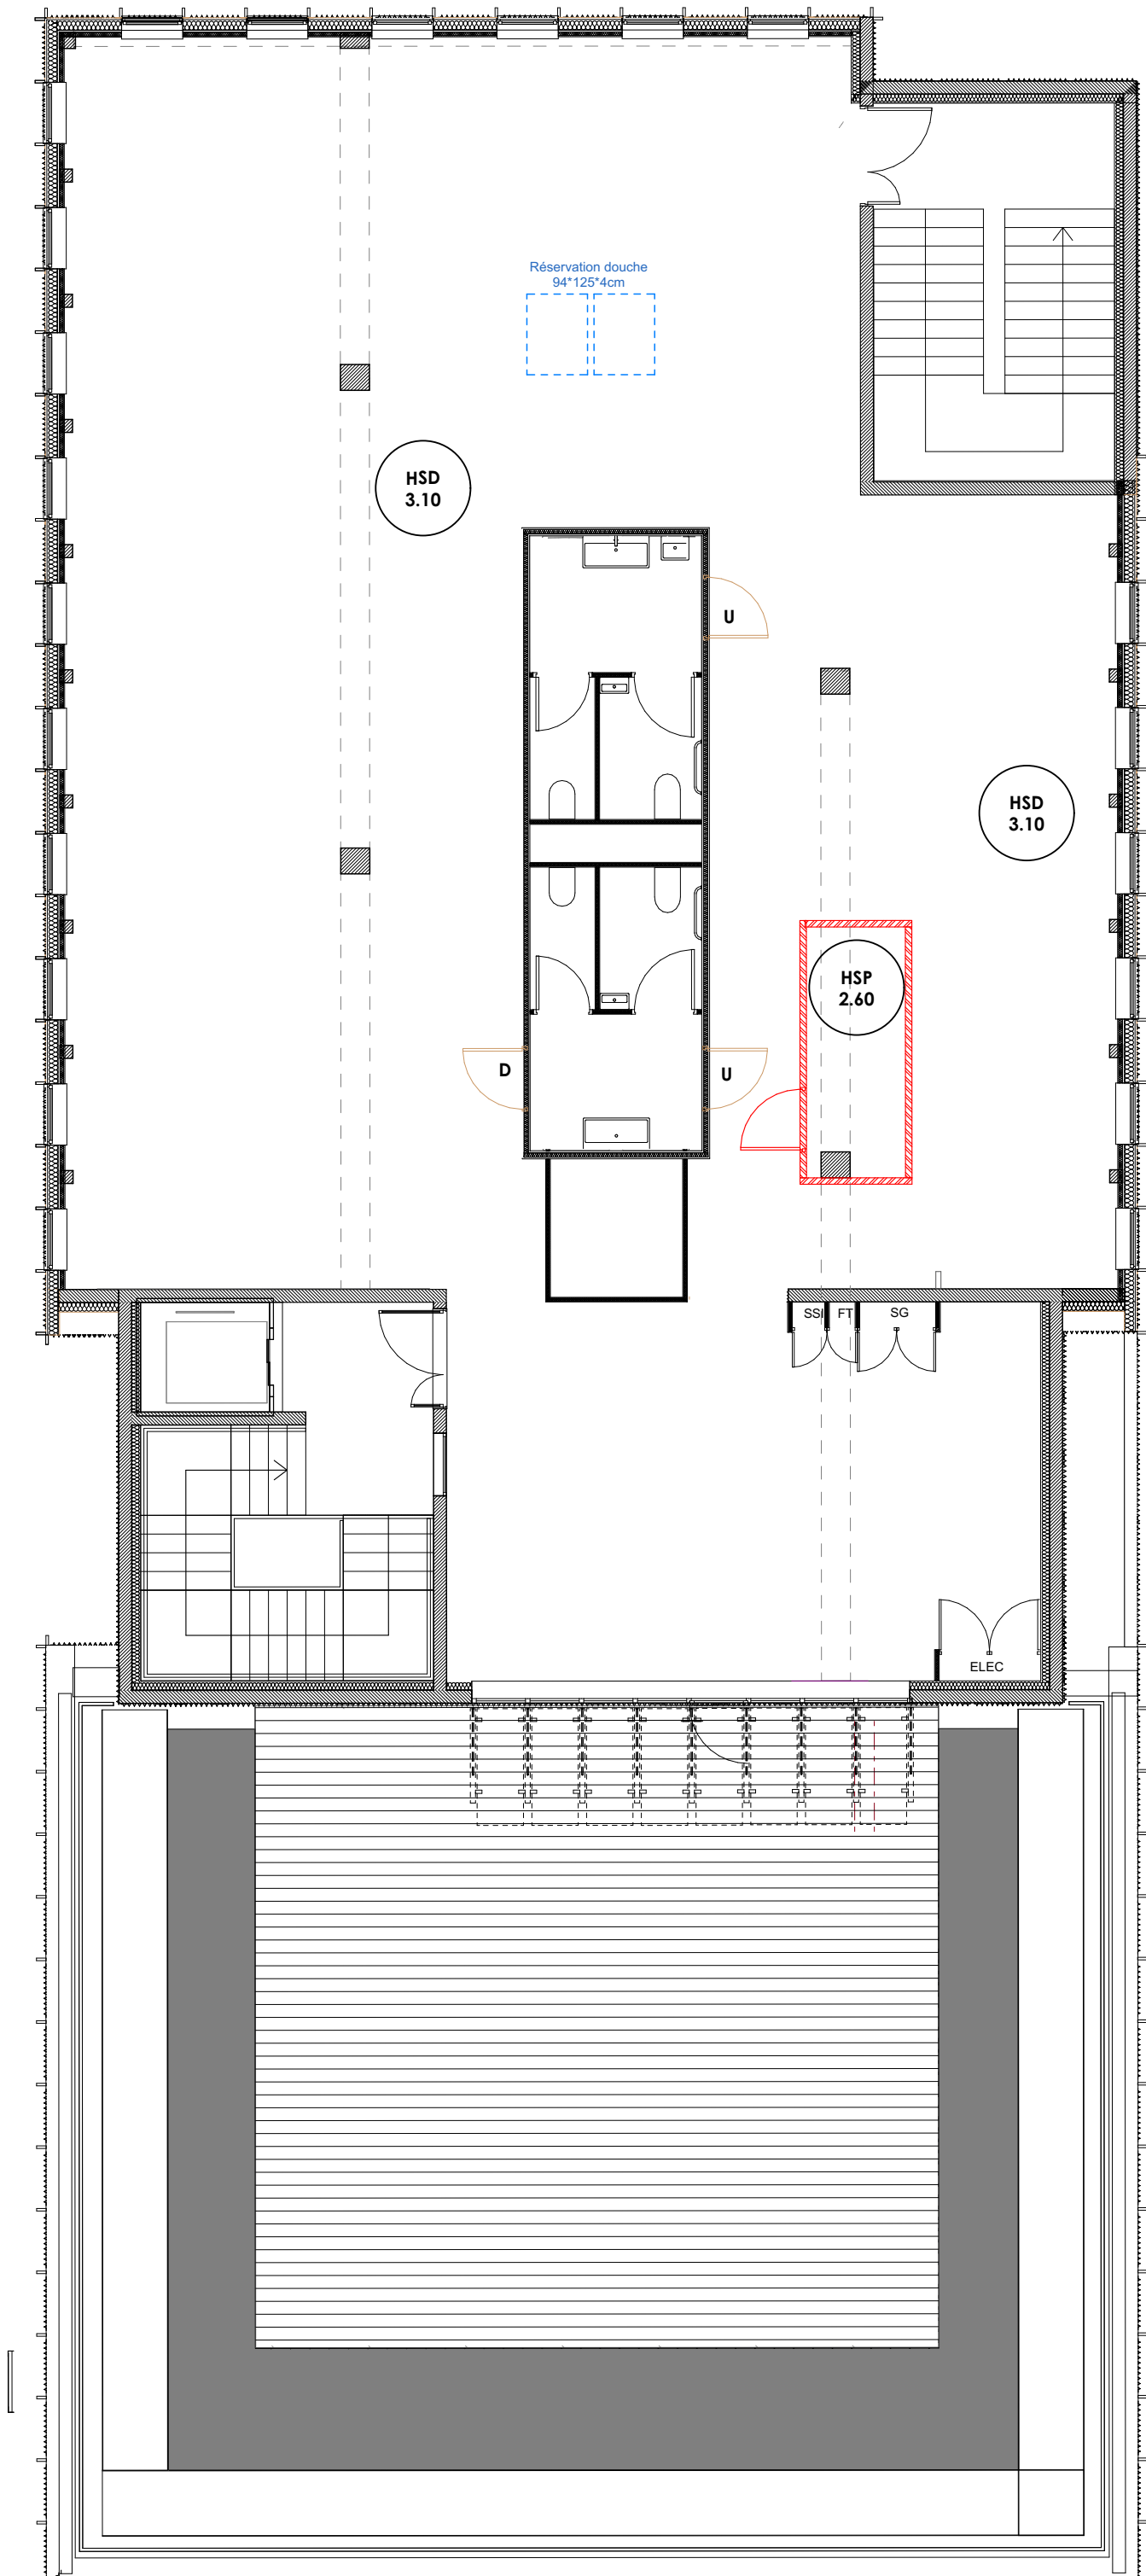 Réservation douche
94*125*4cm
HSD
3.10
U
HSD
3.10
HSP
2.60
D
U
SSI
FT
SG
ELEC